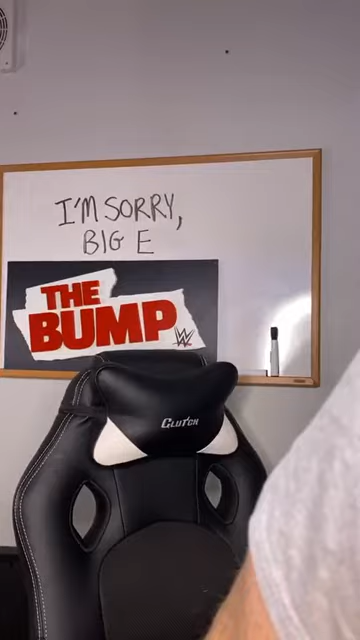 I'M SORRY,
BIG E
THE
BUMP
W
CLUTCH